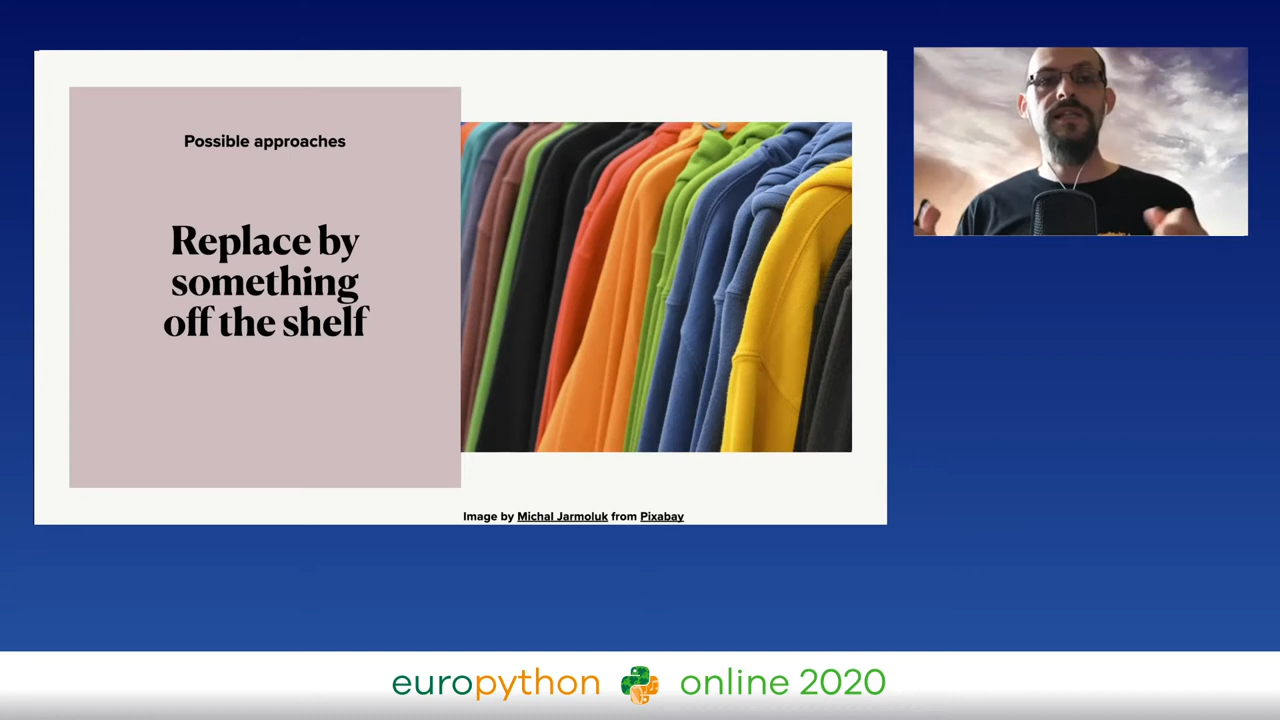 Possible approaches
Replace by
something
off the shelf
Image by Michal Jarmoluk from Pixabay
europython online 2020